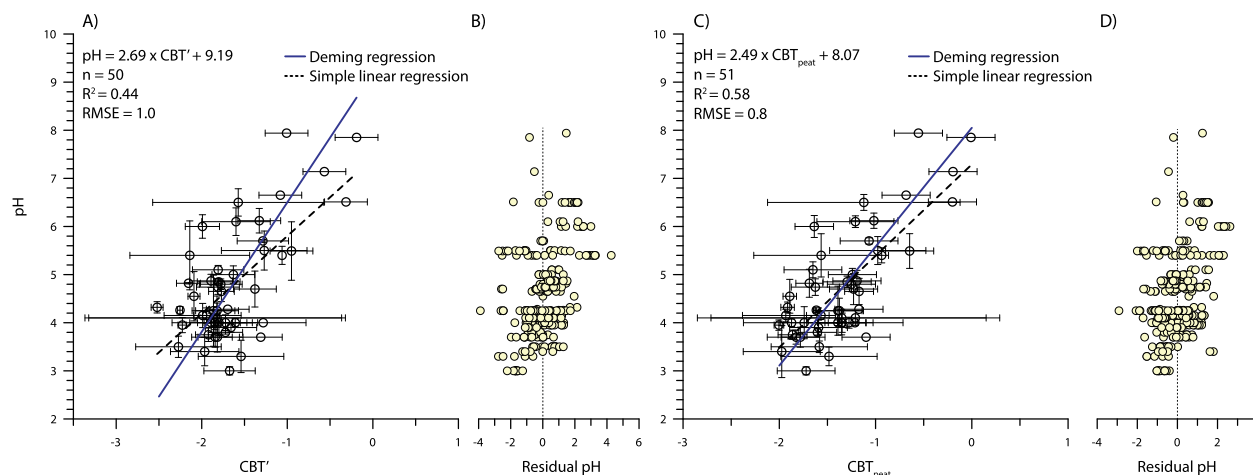 A)
pH = 2.69 x CBT' + 9.19
n = 50
R² = 0.44
RMSE = 1.0
Deming regression
Simple linear regression
pH
10
9
8
7
6
5
4
3
2
-3 -2 -1 0 1
CBT'
B)
-4 -2 0 2 4 6
Residual pH
C)
pH = 2.49 x CBTpeat + 8.07
n = 51
R² = 0.58
RMSE = 0.8
Deming regression
Simple linear regression
10
9
8
7
6
5
4
3
2
-3 -2 -1 0 1
CBTpeat
D)
-4 -2 0 2
Residual pH